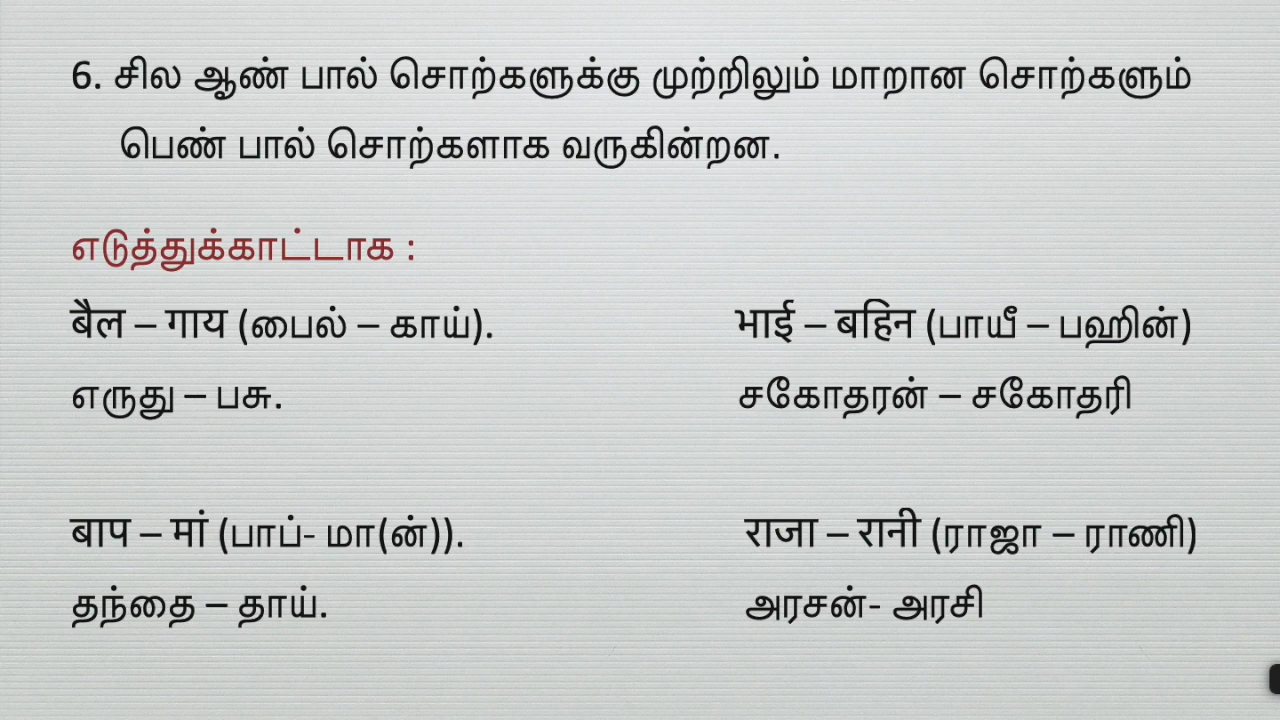 6. சில ஆண் பால் சொற்களுக்கு முற்றிலும் மாறான சொற்களும்
பெண் பால் சொற்களாக வருகின்றன.
எடுத்துக்காட்டாக :
बैल – गाय (பைல் – காய்). भाई – बहिन (பாயீ – பஹின்)
எருது – பசு. சகோதரன் – சகோதரி
बाप – मां (பாப்- மா(ன்)). राजा – रानी (ராஜா – ராணி)
தந்தை – தாய். அரசன்- அரசி